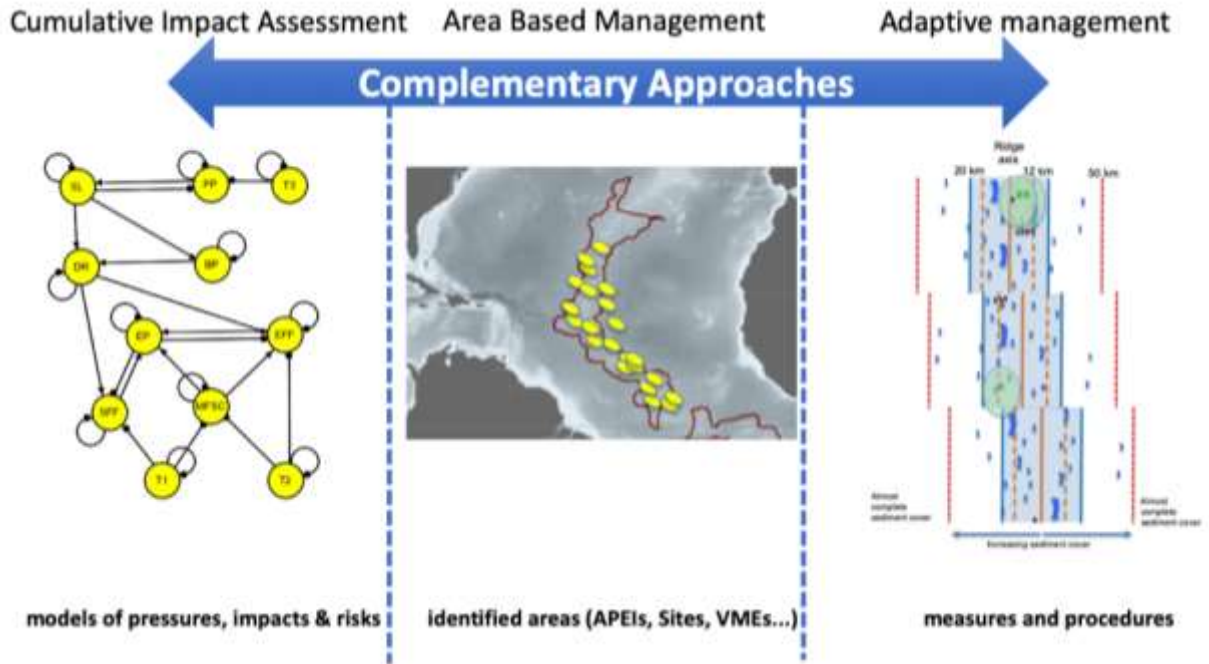 Cumulative Impact Assessment
Area Based Management
Adaptive management
Complementary Approaches
SL
PP
T3
DR
BP
EP
EFF
SFF
MFSC
T1
T2
Ridge
axis
20 km
12 km
50 km
Almost
complete
sediment cover
Almost
complete
sediment cover
Increasing sediment cover
models of pressures, impacts & risks
identified areas (APEIs, Sites, VMEs...)
measures and procedures